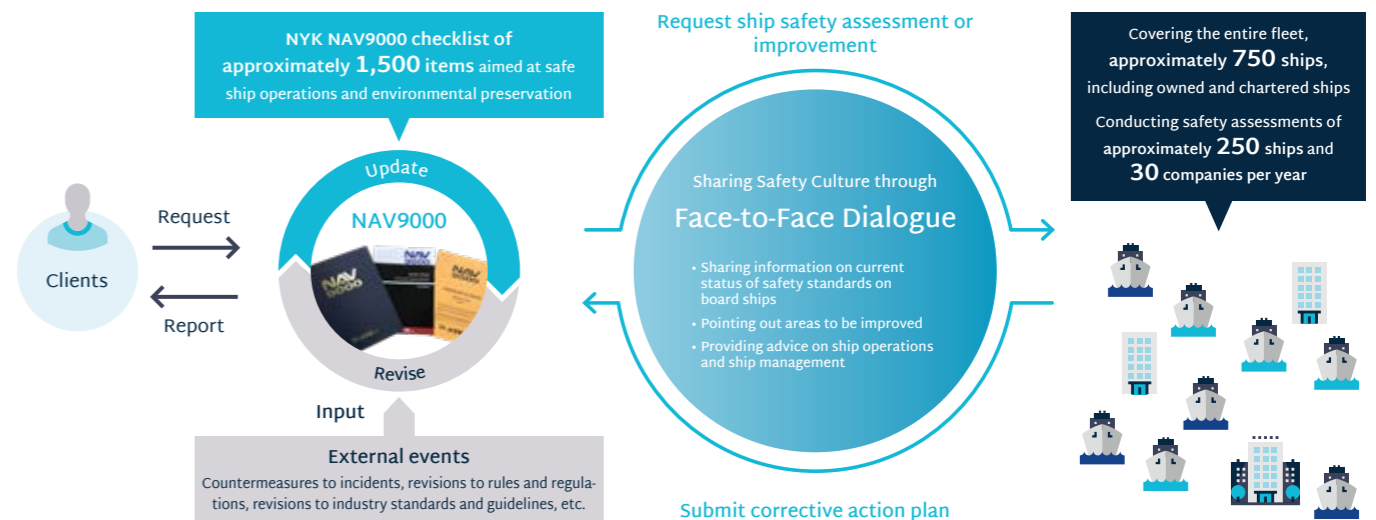 NYK NAV9000 checklist of
approximately 1,500 items aimed at safe
ship operations and environmental preservation
Update
NAV9000
NAV
9000
NAV
9000
Revise
Clients
Request
Report
Input
External events
Countermeasures to incidents, revisions to rules and regula-
tions, revisions to industry standards and guidelines, etc.
Request ship safety assessment or
improvement
Sharing Safety Culture through
Face-to-Face Dialogue
• Sharing information on current
status of safety standards on
board ships
• Pointing out areas to be improved
• Providing advice on ship operations
and ship management
Submit corrective action plan
Covering the entire fleet,
approximately 750 ships,
including owned and chartered ships
Conducting safety assessments of
approximately 250 ships and
30 companies per year